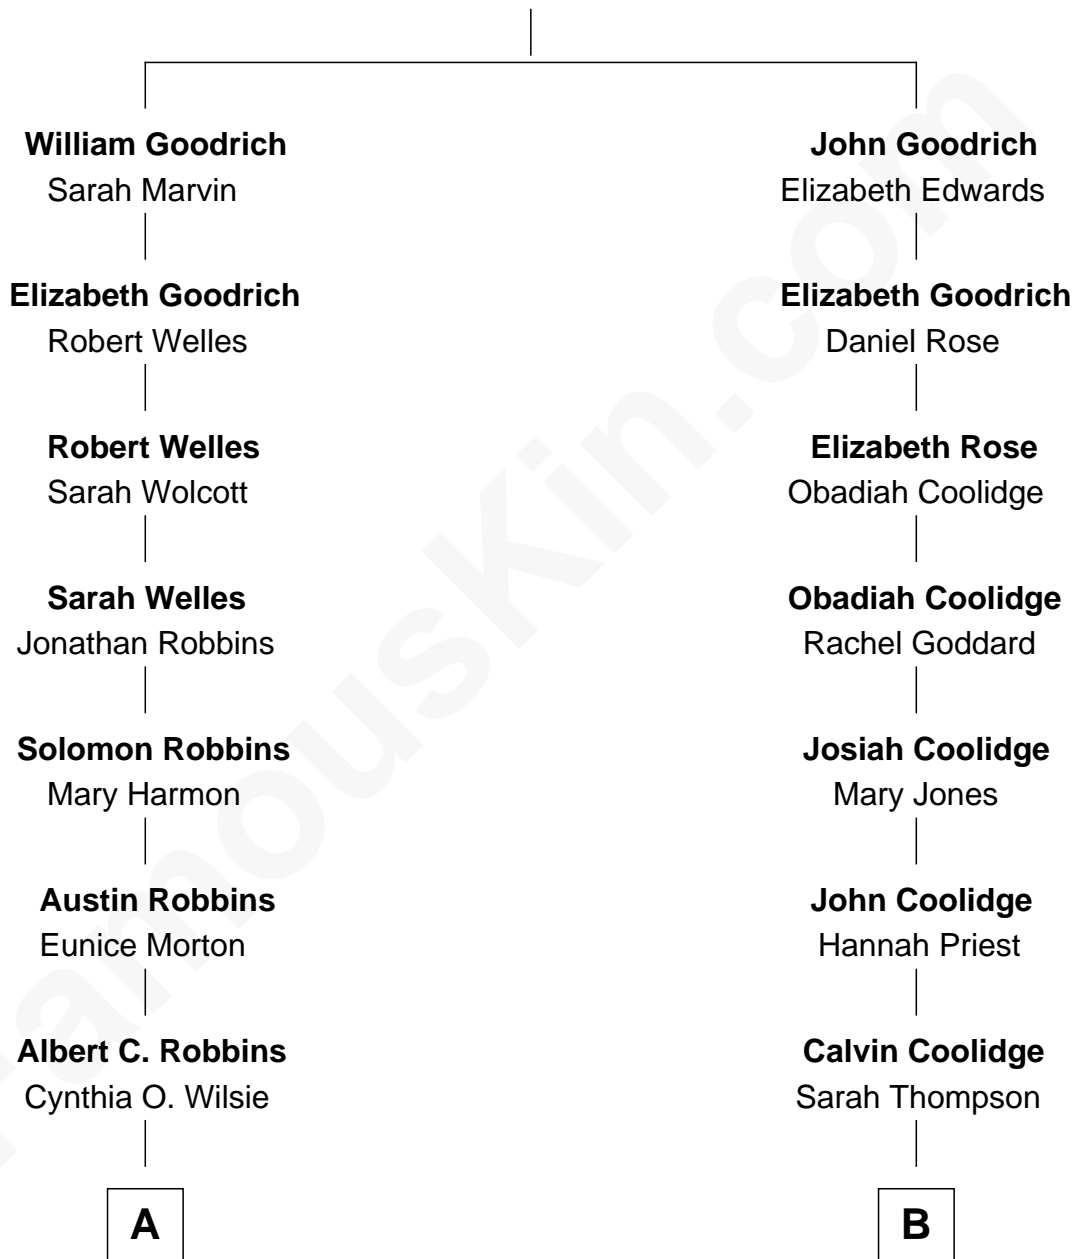 William Goodrich
Sarah Marvin
Elizabeth Goodrich
Robert Welles
Robert Welles
Sarah Wolcott
Sarah Welles
Jonathan Robbins
Solomon Robbins
Mary Harmon
Austin Robbins
Eunice Morton
Albert C. Robbins
Cynthia O. Wilsie
A
John Goodrich
Elizabeth Edwards
Elizabeth Goodrich
Daniel Rose
Elizabeth Rose
Obadiah Coolidge
Obadiah Coolidge
Rachel Goddard
Josiah Coolidge
Mary Jones
John Coolidge
Hannah Priest
Calvin Coolidge
Sarah Thompson
B
FamousKin.com